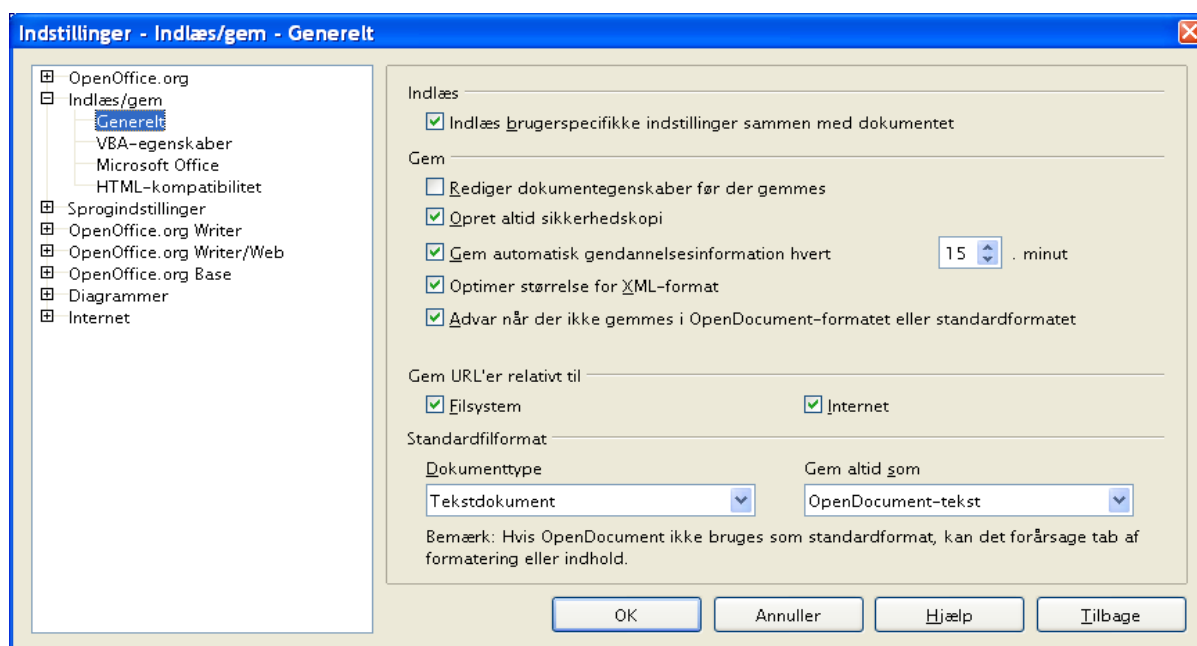 Indstillinger - Indlæs/gem - Generelt
OpenOffice.org
Indlæs/gem
Generelt
VBA-egenskaber
Microsoft Office
HTML-kompatibilitet
Sprogindstillinger
OpenOffice.org Writer
OpenOffice.org Writer/Web
OpenOffice.org Base
Diagrammer
Internet
Indlæs
Indlæs brugerspecifikke indstillinger sammen med dokumentet
Gem
Rediger dokumentegenskaber før der gemmes
Opret altid sikkerhedskopi
Gem automatisk gendannelsesinformation hvert 15 . minut
Optimer størrelse for XML-format
Advar når der ikke gemmes i OpenDocument-formatet eller standardformatet
Gem URL'er relativt til
Filsystem Internet
Standardfilformat
Dokumenttype Gem altid som
Tekstdokument OpenDocument-tekst
Bemærk: Hvis OpenDocument ikke bruges som standardformat, kan det forårsage tab af
formatering eller indhold.
OK Annuller Hjælp Tilbage